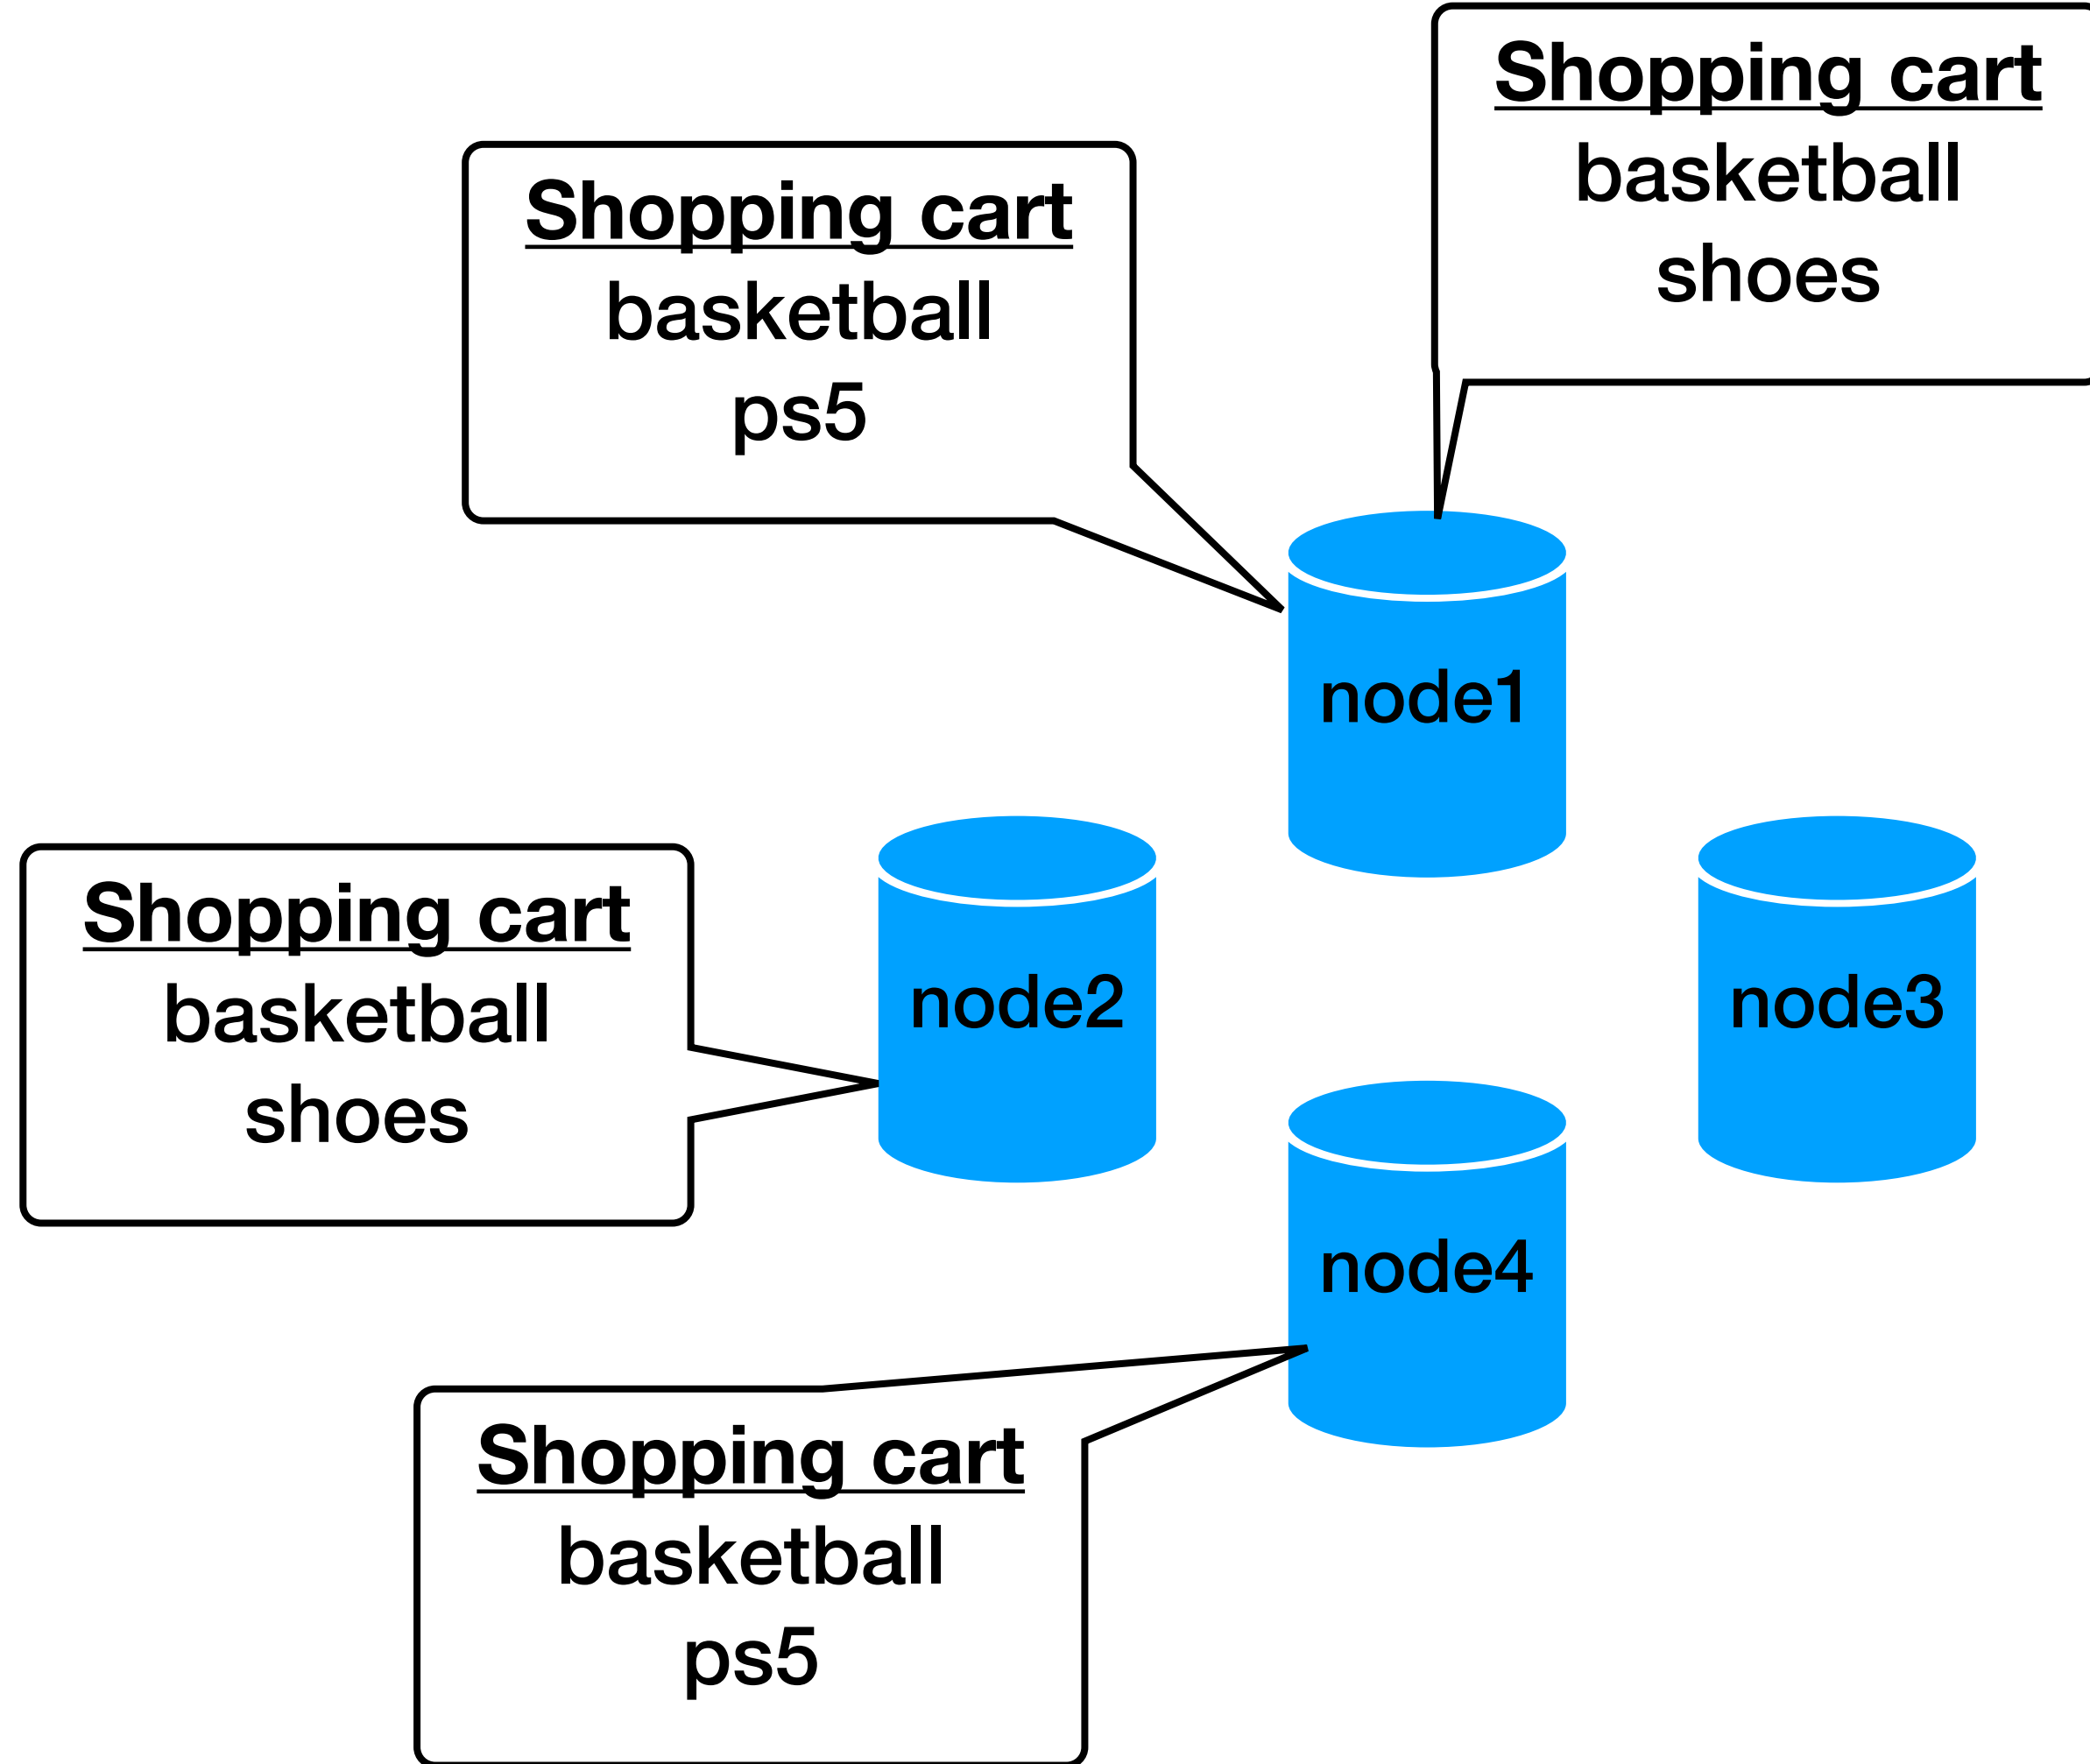 Shopping cart
basketball
shoes
Shopping cart
basketball
ps5
node1
Shopping cart
basketball
shoes
node2
node3
node4
Shopping cart
basketball
ps5